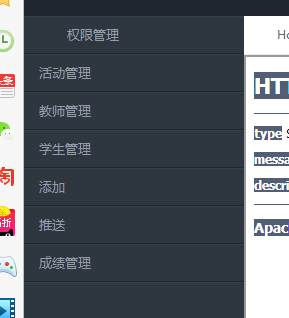 权限管理
Ho
活动管理
HTT
教师管理
type S
学生管理
messa
添加
descri
推送
Apac
成绩管理